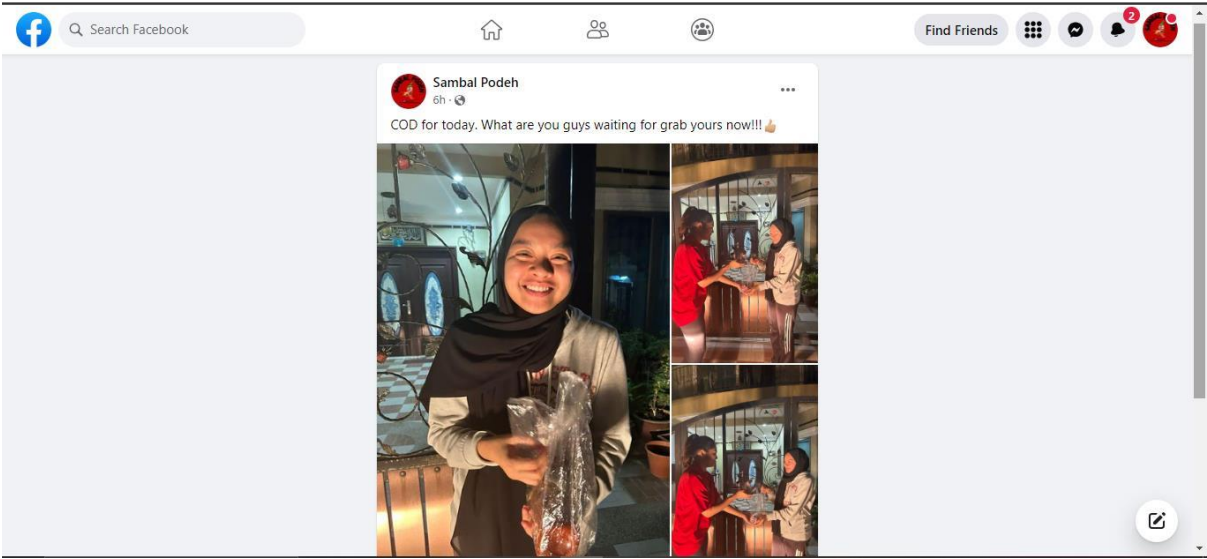 Search Facebook
Find Friends
2
Sambal Podeh
6h ·
COD for today. What are you guys waiting for grab yours now!!!👍🏼